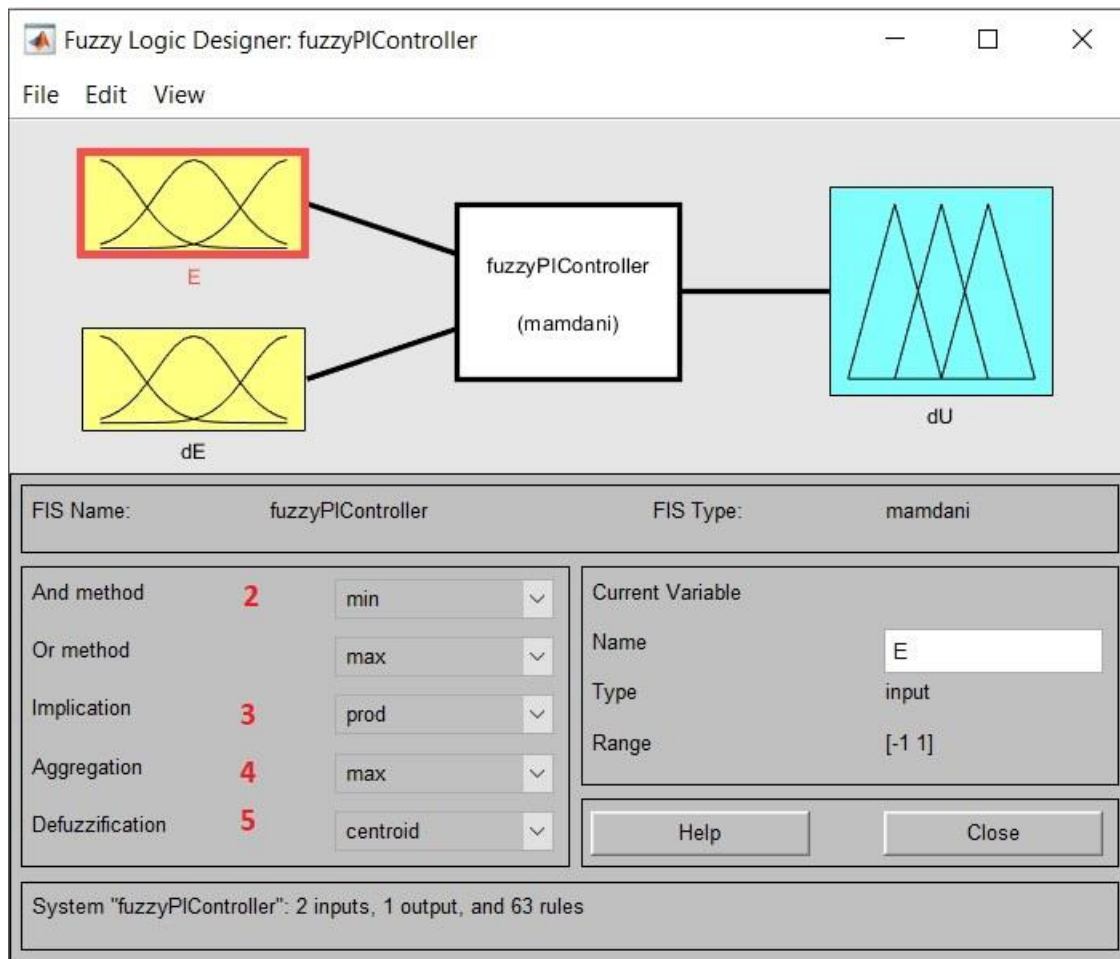 Fuzzy Logic Designer: fuzzyPIController
File Edit View
E
dE
fuzzyPIController
(mamdani)
dU
FIS Name: fuzzyPIController FIS Type: mamdani
And method 2 min
Or method max
Implication 3 prod
Aggregation 4 max
Defuzzification 5 centroid
Current Variable
Name E
Type input
Range [-1 1]
Help Close
System "fuzzyPIController": 2 inputs, 1 output, and 63 rules